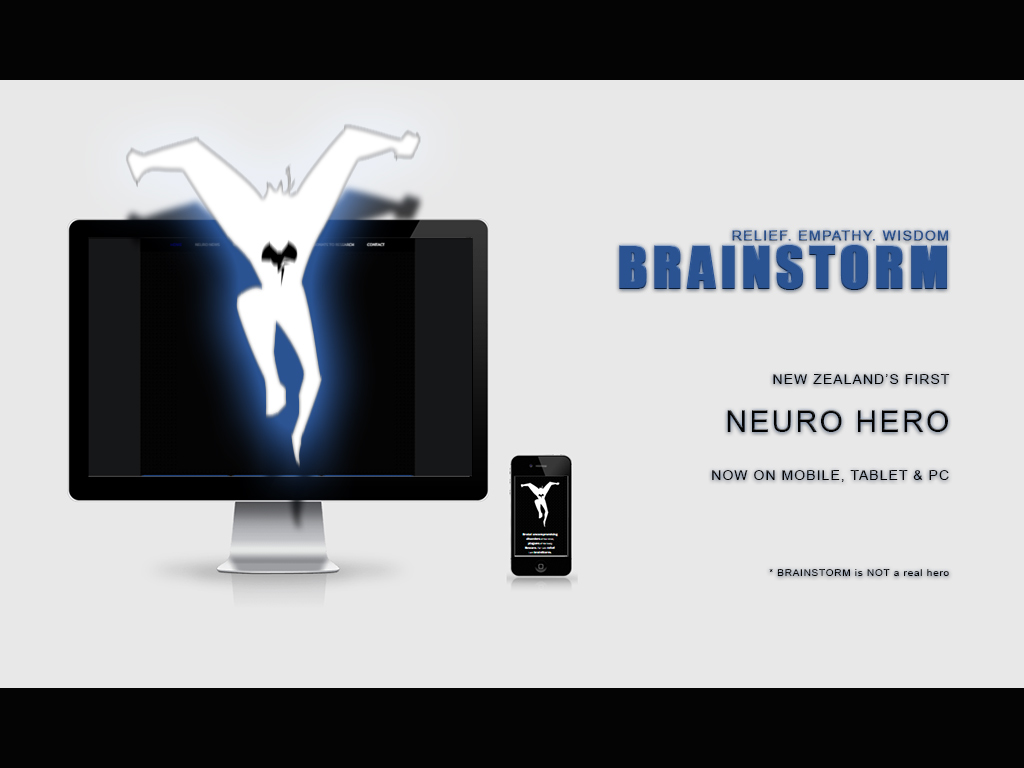 CONTACT
RELIEF. EMPATHY. WISDOM
BRAINSTORM
NEW ZEALAND'S FIRST
NEURO HERO
NOW ON MOBILE, TABLET & PC
* BRAINSTORM is NOT a real hero